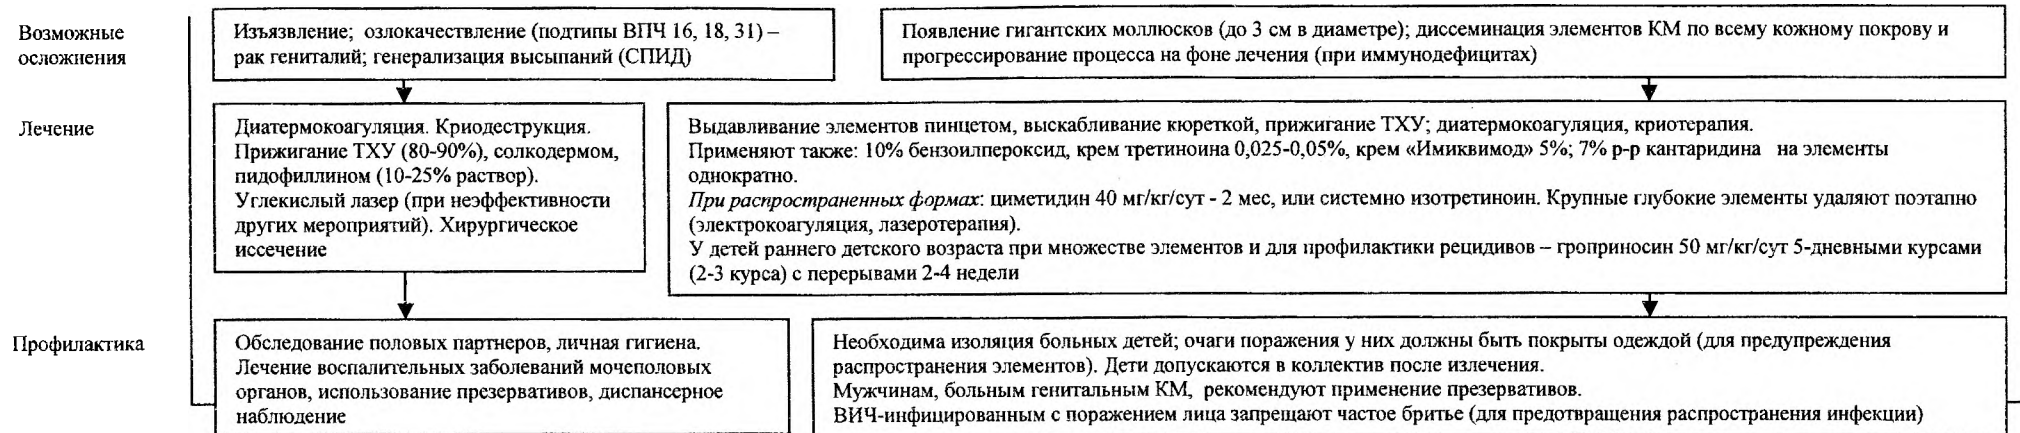 Возможные
осложнения
Изъязвление; озлокачествление (подтипы ВПЧ 16, 18, 31) –
рак гениталий; генерализация высыпаний (СПИД)
Появление гигантских моллюсков (до 3 см в диаметре); диссеминация элементов КМ по всему кожному покрову и
прогрессирование процесса на фоне лечения (при иммунодефицитах)
Лечение
Диатермокоагуляция. Криодеструкция.
Прижигание ТХУ (80-90%), солкодермом,
пидофиллином (10-25% раствор).
Углекислый лазер (при неэффективности
других мероприятий). Хирургическое
иссечение
Выдавливание элементов пинцетом, выскабливание кюреткой, прижигание ТХУ; диатермокоагуляция, криотерапия.
Применяют также: 10% бензоилпероксид, крем третиноина 0,025-0,05%, крем «Имиквимод» 5%; 7% р-р кантаридина на элементы
однократно.
При распространенных формах: циметидин 40 мг/кг/сут - 2 мес, или системно изотретиноин. Крупные глубокие элементы удаляют поэтапно
(электрокоагуляция, лазеротерапия).
У детей раннего детского возраста при множестве элементов и для профилактики рецидивов – гроприносин 50 мг/кг/сут 5-дневными курсами
(2-3 курса) с перерывами 2-4 недели
Профилактика
Обследование половых партнеров, личная гигиена.
Лечение воспалительных заболеваний мочеполовых
органов, использование презервативов, диспансерное
наблюдение
Необходима изоляция больных детей; очаги поражения у них должны быть покрыты одеждой (для предупреждения
распространения элементов). Дети допускаются в коллектив после излечения.
Мужчинам, больным генитальным КМ, рекомендуют применение презервативов.
ВИЧ-инфицированным с поражением лица запрещают частое бритье (для предотвращения распространения инфекции)